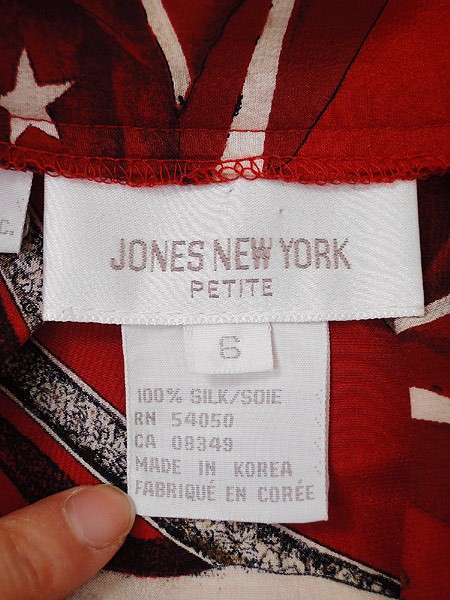 C.
JONES NEW YORK
PETITE
6
100% SILK/SOIE
RN 54050
CA 08349
MADE IN KOREA
FABRIQUÉ EN CORÉE